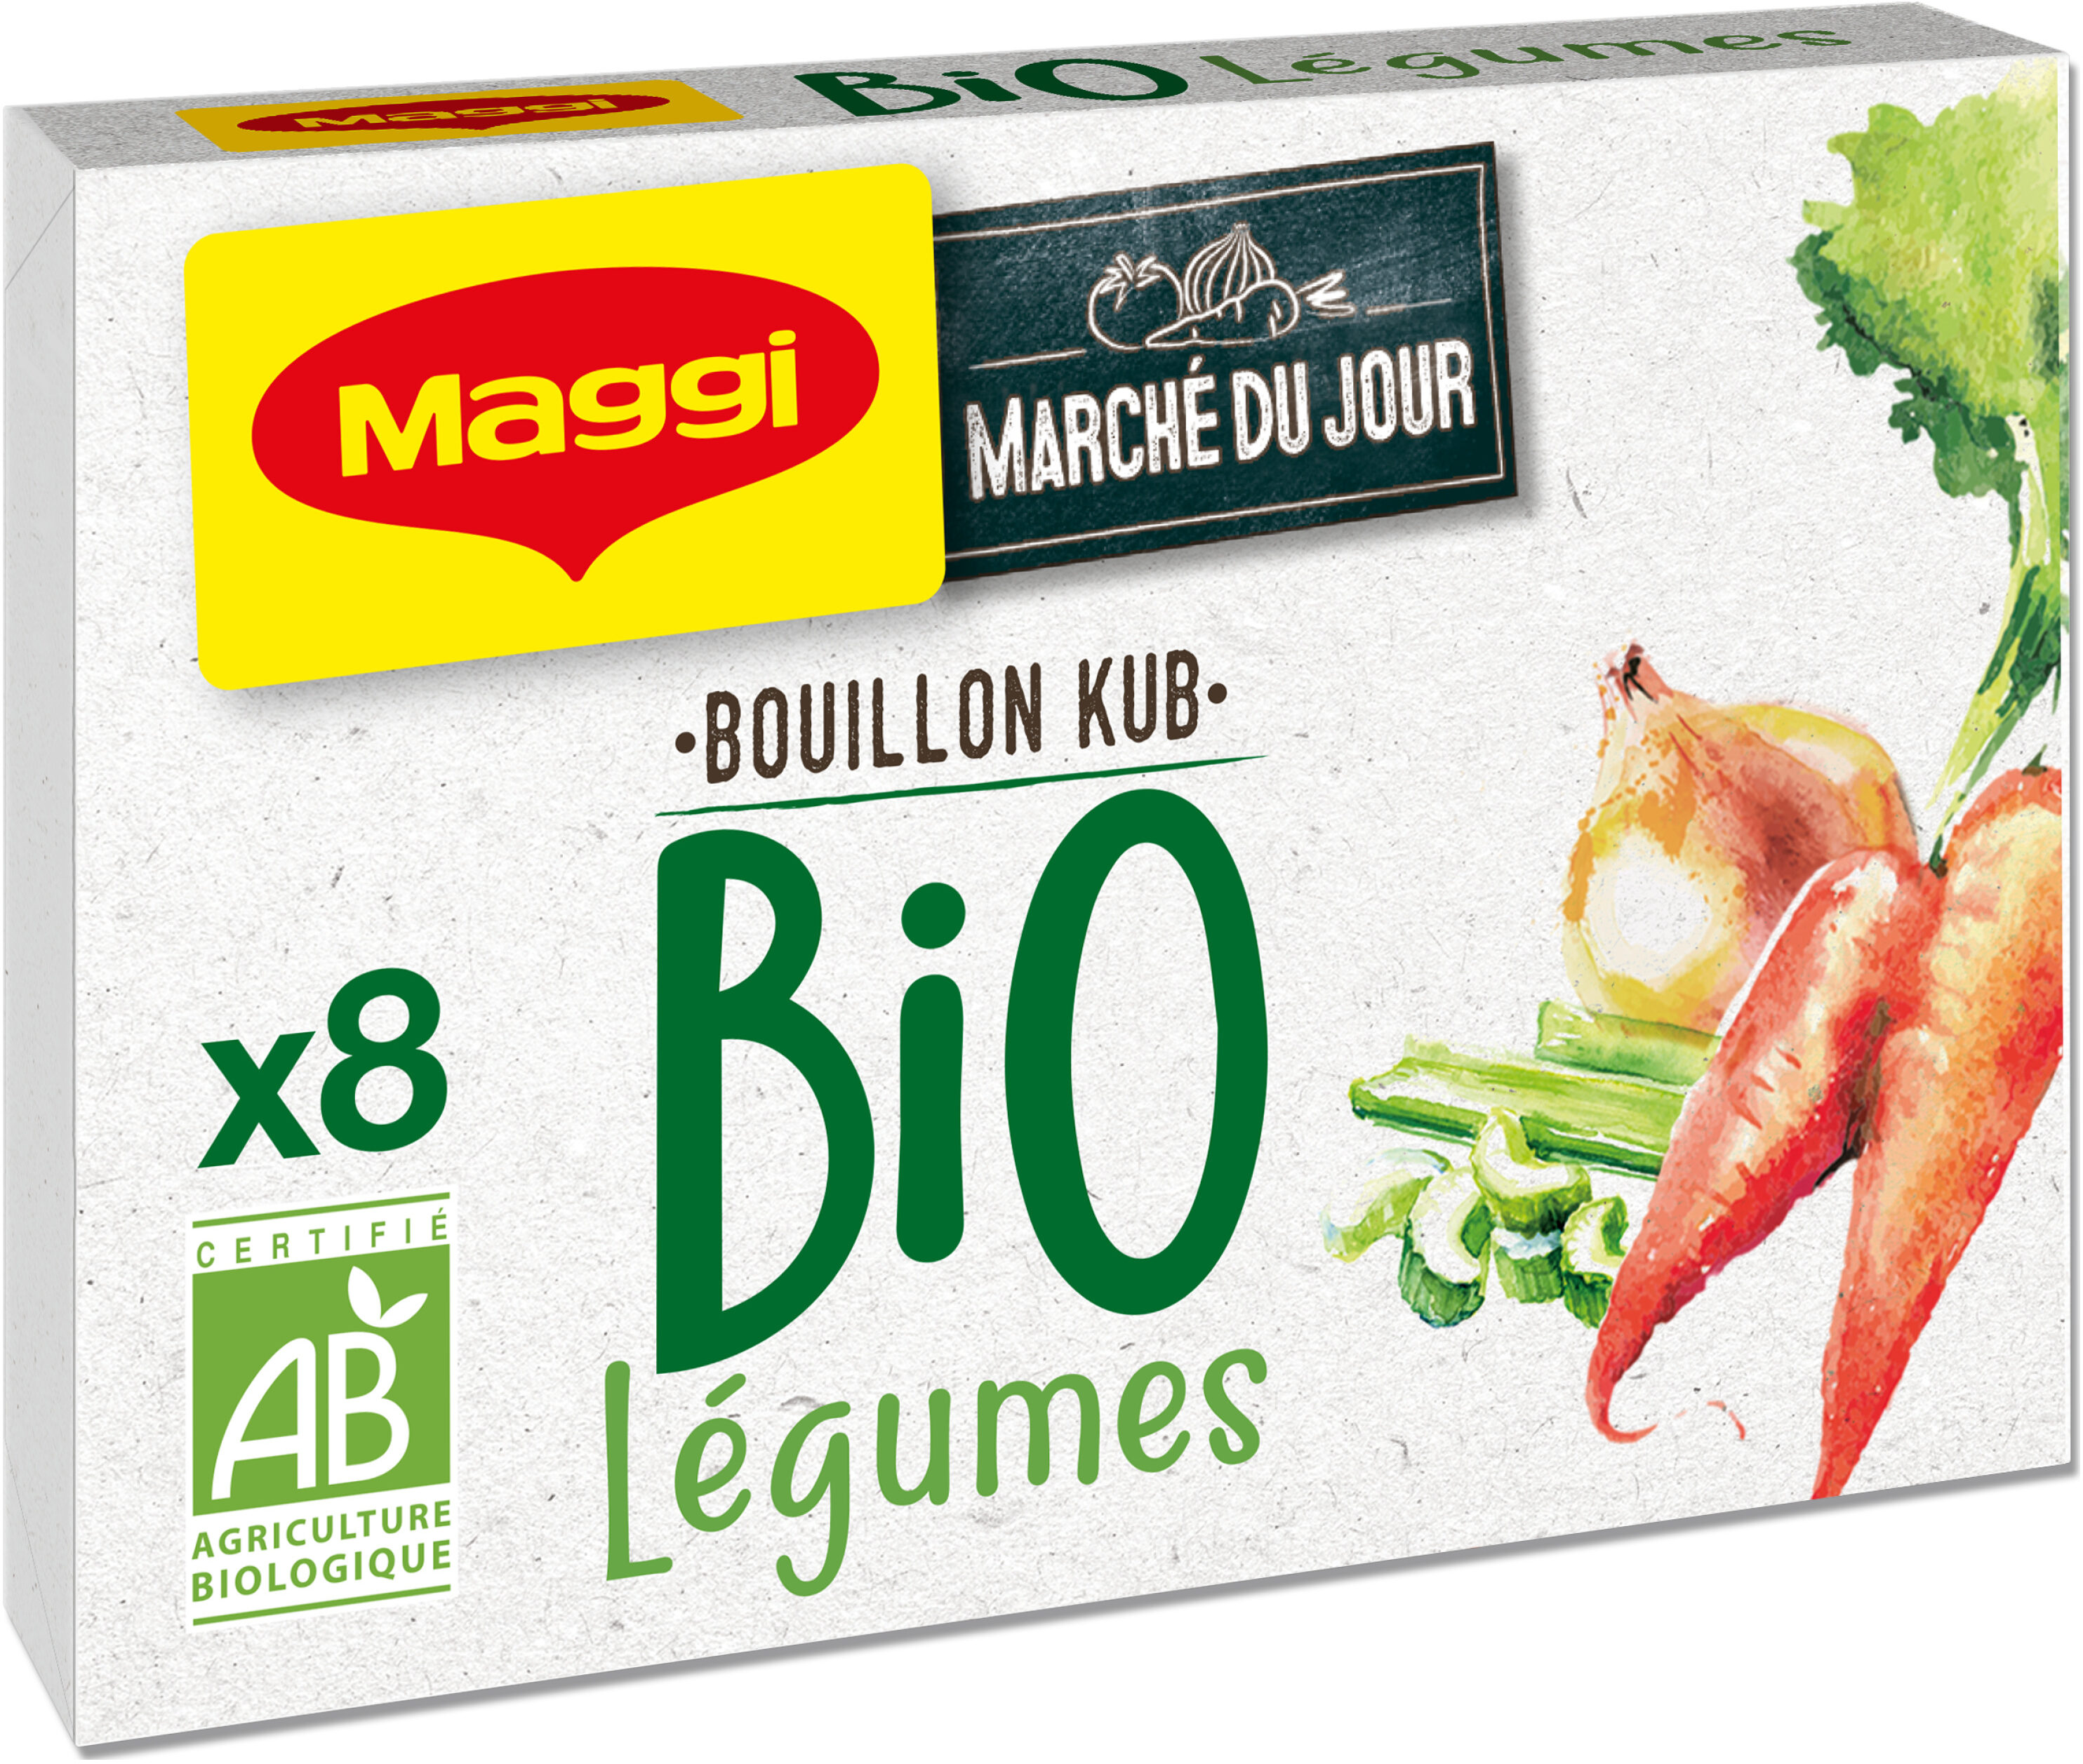 Maggi BiO Légumes
Maggi
MARCHÉ DU JOUR
•BOUILLON KUB•
BiO
Légumes
x8
CERTIFIÉ
AB
AGRICULTURE
BIOLOGIQUE